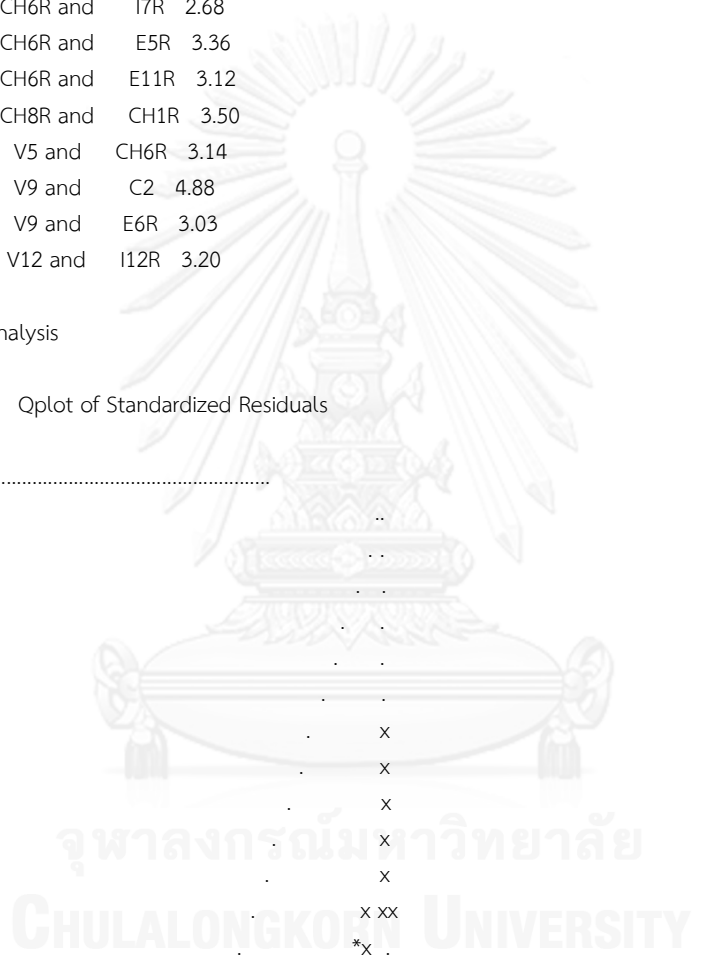 CH6R and I7R 2.68
CH6R and E5R 3.36
CH6R and E11R 3.12
CH8R and CH1R 3.50
V5 and CH6R 3.14
V9 and C2 4.88
V9 and E6R 3.03
V12 and I12R 3.20
nalysis
Qplot of Standardized Residuals
....................................................
..
. .
. .
. .
. .
. .
. x
. x
. x
. x
. x
. x xx
. *x .
จุฬาลงกรณ์มหาวิทยาลัย
CHULALONGKORN UNIVERSITY